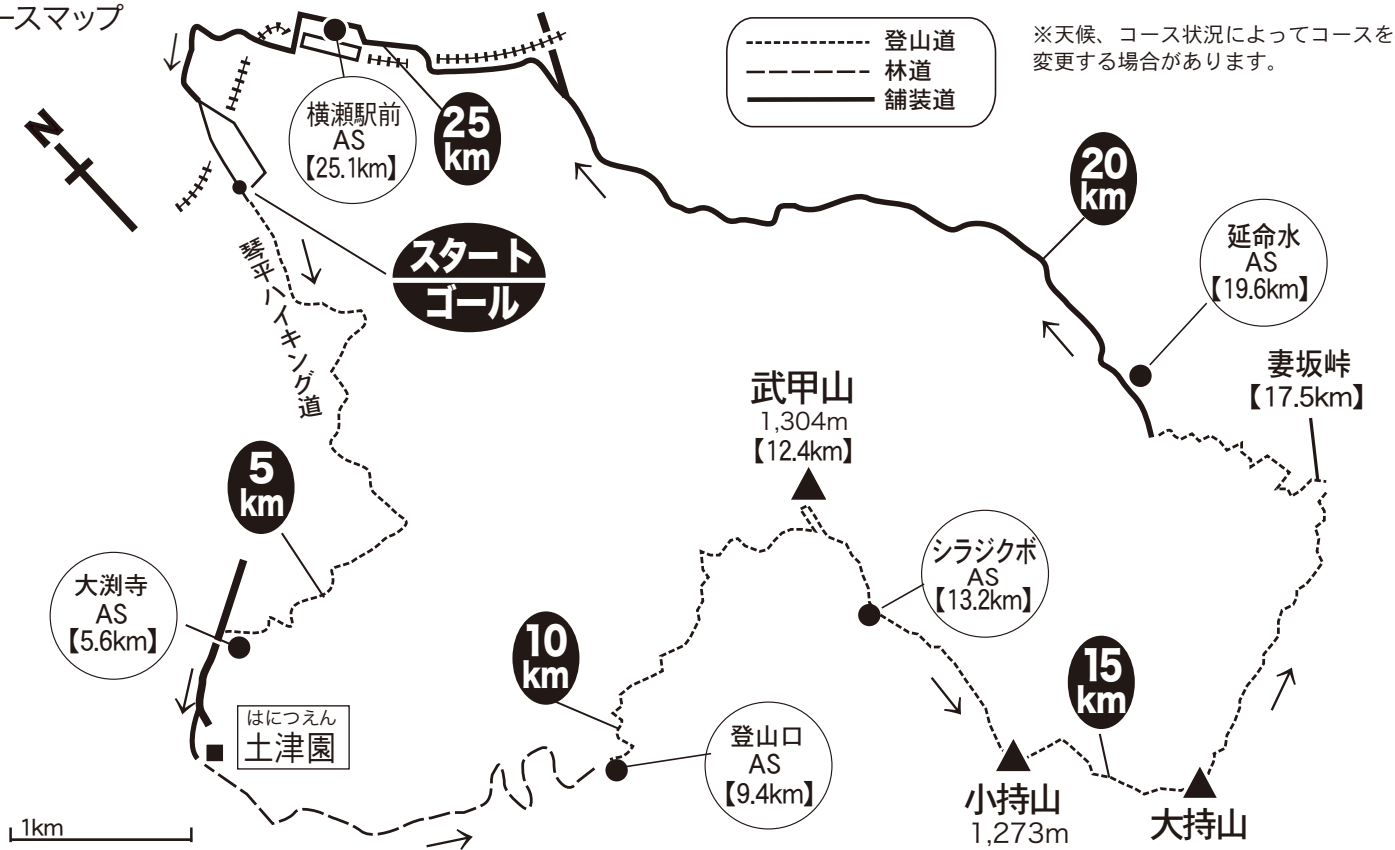 ースマップ
登山道
林道
舗装道
※天候、コース状況によってコースを
変更する場合があります。
N
横瀬駅前
AS
【25.1km】
25
km
20
km
延命水
AS
【19.6km】
妻坂峠
【17.5km】
スタート
ゴール
琴平ハイキング道
武甲山
1,304m
【12.4km】
5
km
大渕寺
AS
【5.6km】
シラジクボ
AS
【13.2km】
10
km
15
km
はにつえん
土津園
登山口
AS
【9.4km】
小持山
1,273m
大持山
1km